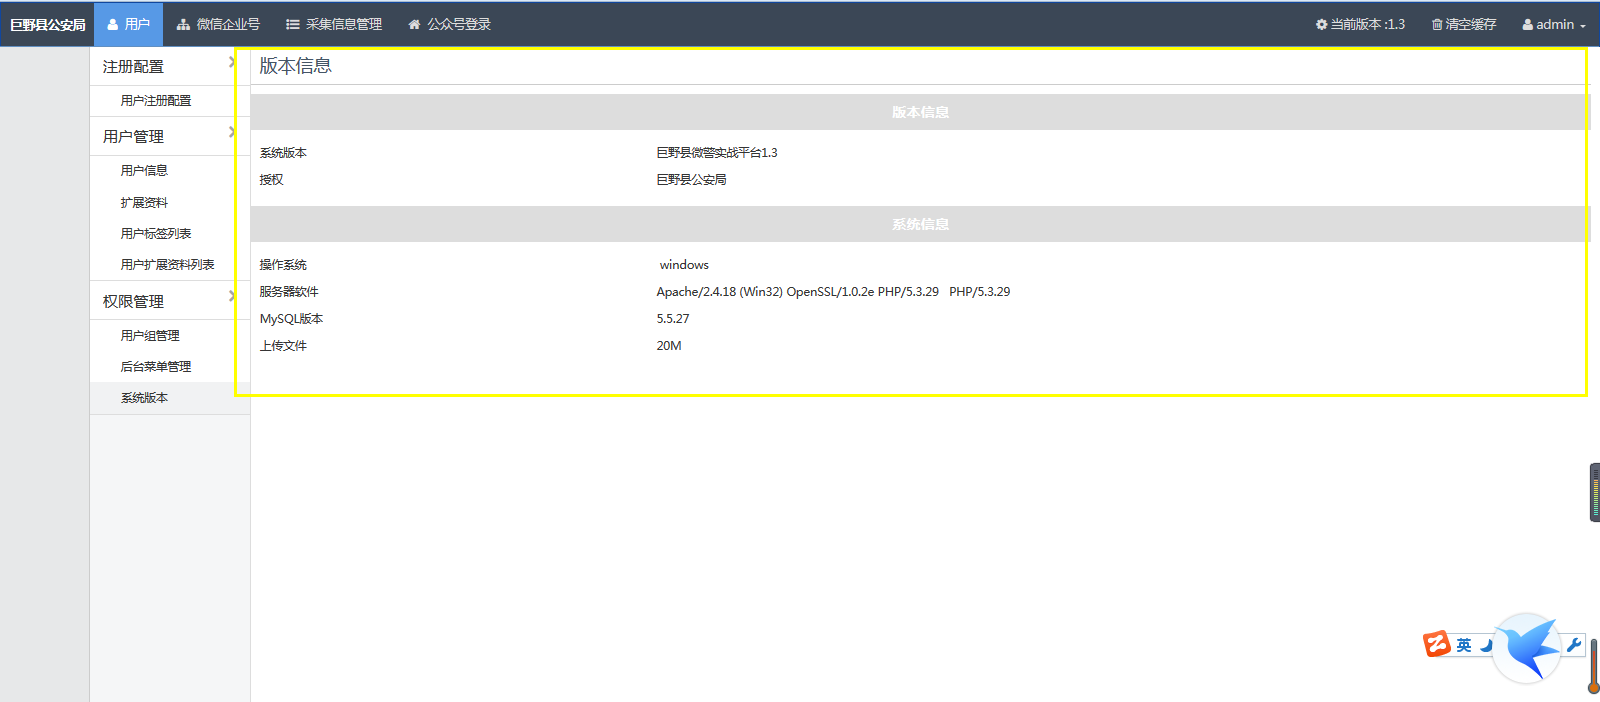 巨野县公安局 用户 微信企业号 采集信息管理 公众号登录 当前版本 :1.3 清空缓存 admin
注册配置
用户注册配置
用户管理
用户信息
扩展资料
用户标签列表
用户扩展资料列表
权限管理
用户组管理
后台菜单管理
系统版本
版本信息
版本信息
系统版本 巨野县微警实战平台1.3
授权 巨野县公安局
系统信息
操作系统 windows
服务器软件 Apache/2.4.18 (Win32) OpenSSL/1.0.2e PHP/5.3.29 PHP/5.3.29
MySQL版本 5.5.27
上传文件 20M
英